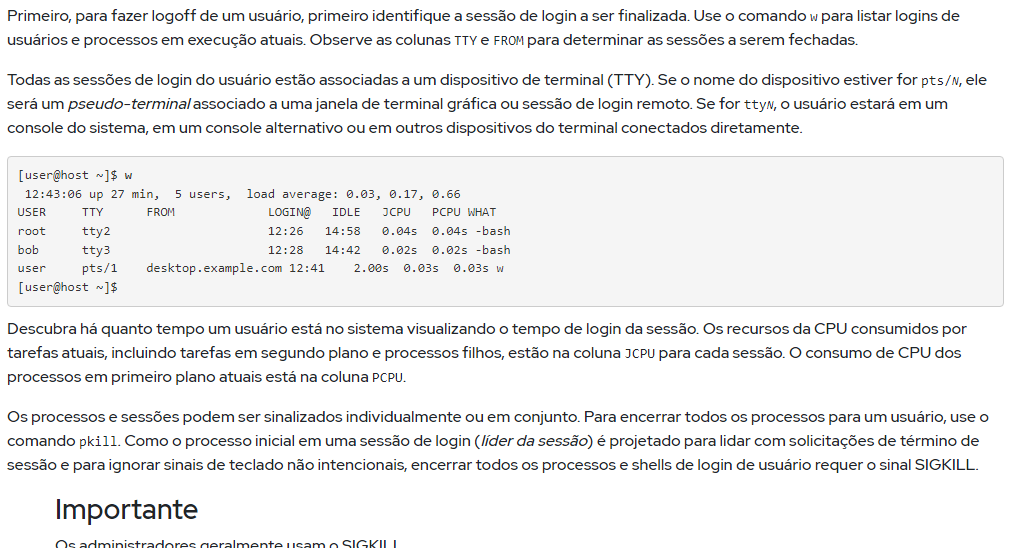 Primeiro, para fazer logoff de um usuário, primeiro identifique a sessão de login a ser finalizada. Use o comando w para listar logins de
usuários e processos em execução atuais. Observe as colunas TTY e FROM para determinar as sessões a serem fechadas.
Todas as sessões de login do usuário estão associadas a um dispositivo de terminal (TTY). Se o nome do dispositivo estiver for pts/N, ele
será um pseudo-terminal associado a uma janela de terminal gráfica ou sessão de login remoto. Se for ttyN, o usuário estará em um
console do sistema, em um console alternativo ou em outros dispositivos do terminal conectados diretamente.
[user@host ~]$ w
 12:43:06 up 27 min,  5 users,  load average: 0.03, 0.17, 0.66
USER     TTY      FROM             LOGIN@   IDLE   JCPU   PCPU WHAT
root     tty2                      12:26   14:58   0.04s  0.04s -bash
bob      tty3                      12:28   14:42   0.02s  0.02s -bash
user     pts/1    desktop.example.com 12:41    2.00s  0.03s  0.03s w
[user@host ~]$
Descubra há quanto tempo um usuário está no sistema visualizando o tempo de login da sessão. Os recursos da CPU consumidos por
tarefas atuais, incluindo tarefas em segundo plano e processos filhos, estão na coluna JCPU para cada sessão. O consumo de CPU dos
processos em primeiro plano atuais está na coluna PCPU.
Os processos e sessões podem ser sinalizados individualmente ou em conjunto. Para encerrar todos os processos para um usuário, use o
comando pkill. Como o processo inicial em uma sessão de login (líder da sessão) é projetado para lidar com solicitações de término de
sessão e para ignorar sinais de teclado não intencionais, encerrar todos os processos e shells de login de usuário requer o sinal SIGKILL.
Importante
Os administradores geralmente usam o SIGKILL